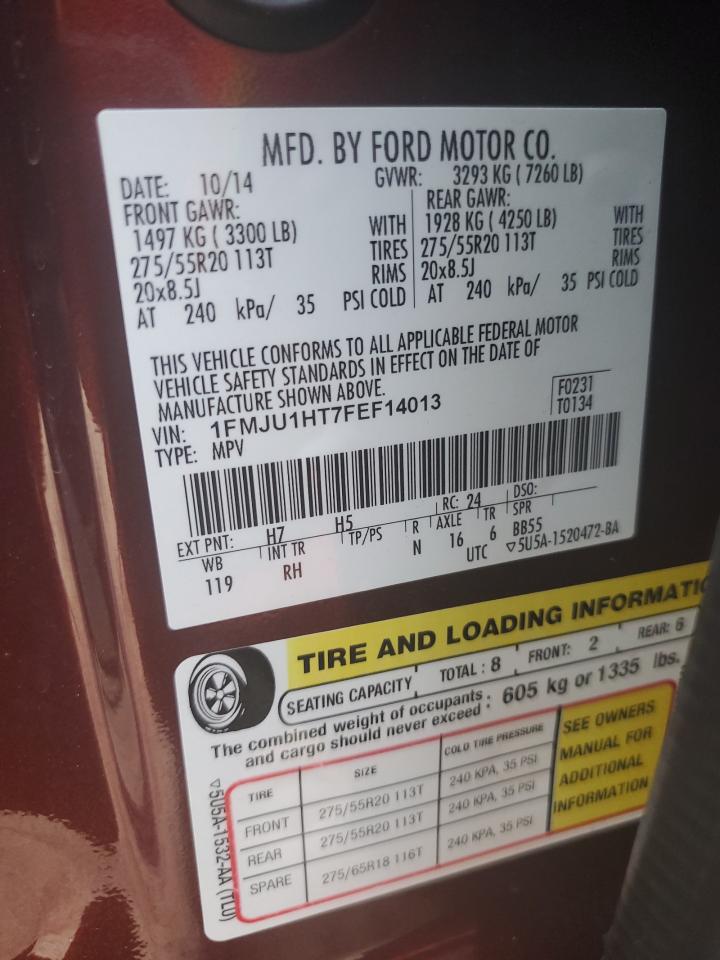 MFD. BY FORD MOTOR CO.
DATE: 10/14 GVWR: 3293 KG ( 7260 LB)
FRONT GAWR: REAR GAWR:
1497 KG ( 3300 LB) WITH 1928 KG ( 4250 LB) WITH
275/55R20 113T TIRES 275/55R20 113T TIRES
20x8.5J RIMS 20x8.5J RIMS
AT 240 kPa/ 35 PSI COLD AT 240 kPa/ 35 PSI COLD
THIS VEHICLE CONFORMS TO ALL APPLICABLE FEDERAL MOTOR
VEHICLE SAFETY STANDARDS IN EFFECT ON THE DATE OF
MANUFACTURE SHOWN ABOVE.
F0231
VIN: 1FMJU1HT7FEF14013
T0134
TYPE: MPV
EXT PNT: H7 H5 RC: 24 DSO:
WB INT TR TP/PS R AXLE TR SPR
119 RH N 16 6 BB55
UTC ▽5U5A-1520472-BA
TIRE AND LOADING INFORMATIO
SEATING CAPACITY TOTAL : 8 FRONT: 2 REAR: 6
The combined weight of occupants
and cargo should never exceed : 605 kg or 1335 lbs.
TIRE SIZE COLD TIRE PRESSURE
FRONT 275/55R20 113T 240 KPA, 35 PSI
REAR 275/55R20 113T 240 KPA, 35 PSI
SPARE 275/65R18 116T 240 KPA, 35 PSI
SEE OWNERS
MANUAL FOR
ADDITIONAL
INFORMATION
▽5U5A-1532-AA (TL0)